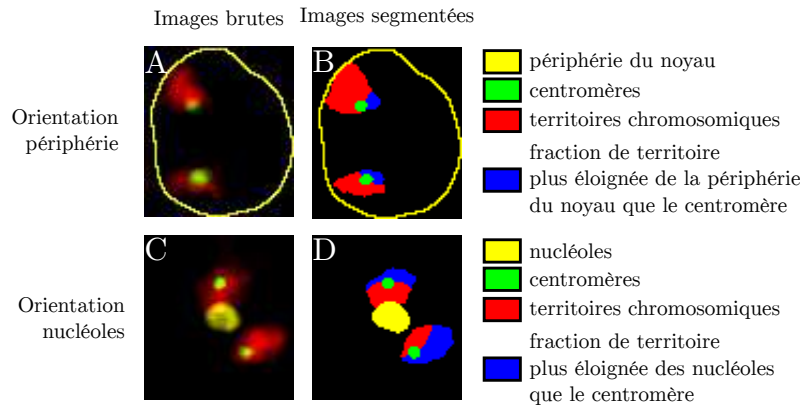 Images brutes
Images segmentées
Orientation
périphérie
A
B
périphérie du noyau
centromères
territoires chromosomiques
fraction de territoire
plus éloignée de la périphérie
du noyau que le centromère
Orientation
nucléoles
C
D
nucléoles
centromères
territoires chromosomiques
fraction de territoire
plus éloignée des nucléoles
que le centromère